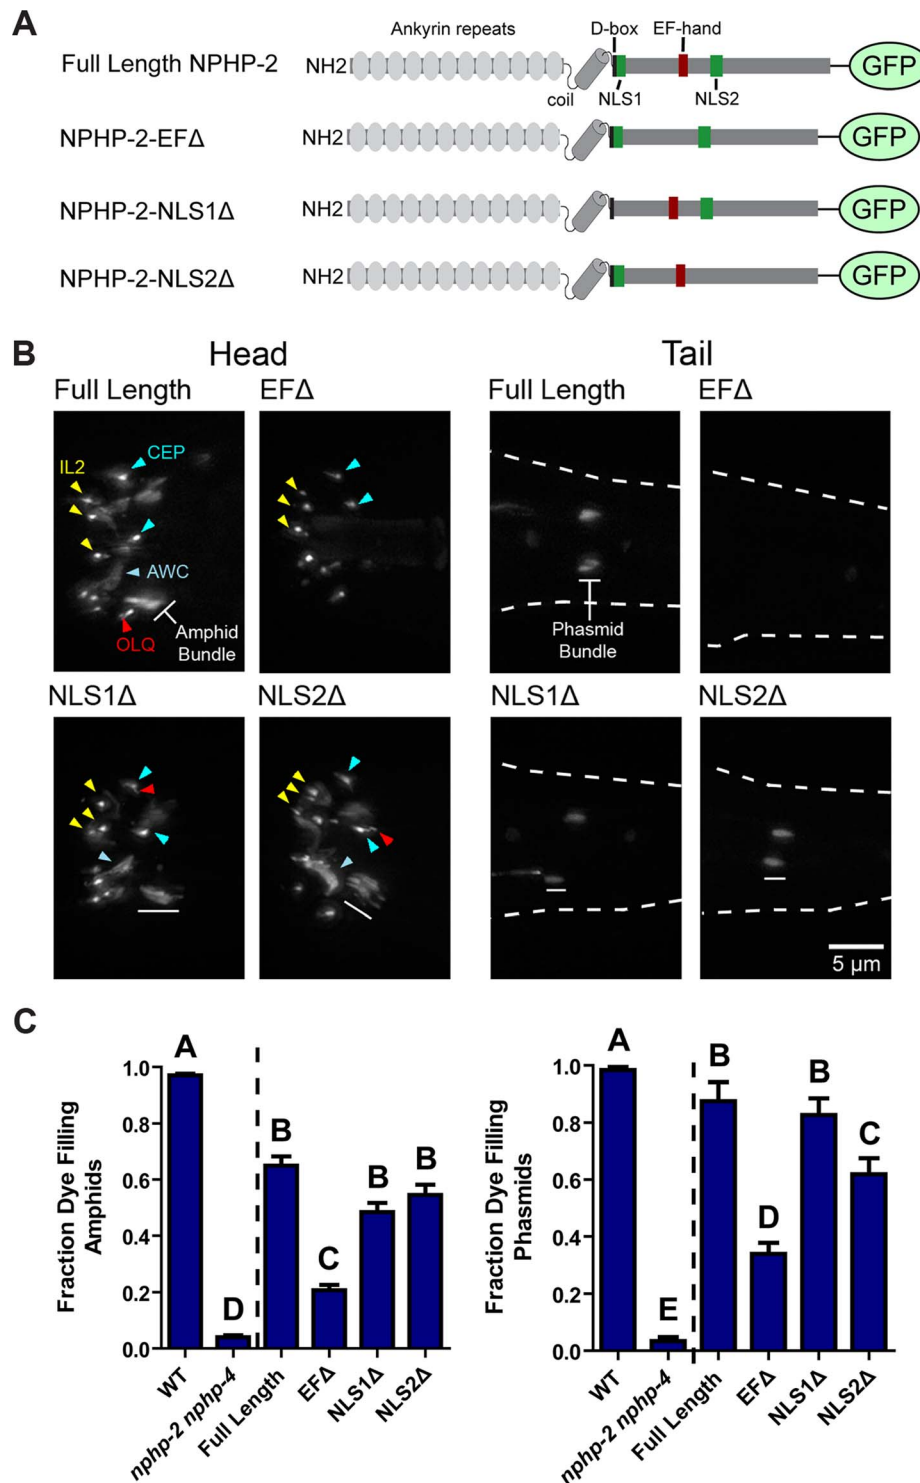 A
Ankyrin repeats
D-box
EF-hand
Full Length NPHP-2
NH2
GFP
coil
NLS1
NLS2
NPHP-2-EFΔ
NH2
GFP
NPHP-2-NLS1Δ
NH2
GFP
NPHP-2-NLS2Δ
NH2
GFP
B
Head
Tail
Full Length
EFΔ
Full Length
EFΔ
CEP
IL2
AWC
OLQ
Amphid
Bundle
Phasmid
Bundle
NLS1Δ
NLS2Δ
NLS1Δ
NLS2Δ
5 μm
C
Fraction Dye Filling
Amphids
1.0
0.8
0.6
0.4
0.2
0.0
A
D
B
C
B
B
WT
nphp-2 nphp-4
Full Length
EFΔ
NLS1Δ
NLS2Δ
Fraction Dye Filling
Phasmids
1.0
0.8
0.6
0.4
0.2
0.0
A
E
B
D
B
C
WT
nphp-2 nphp-4
Full Length
EFΔ
NLS1Δ
NLS2Δ